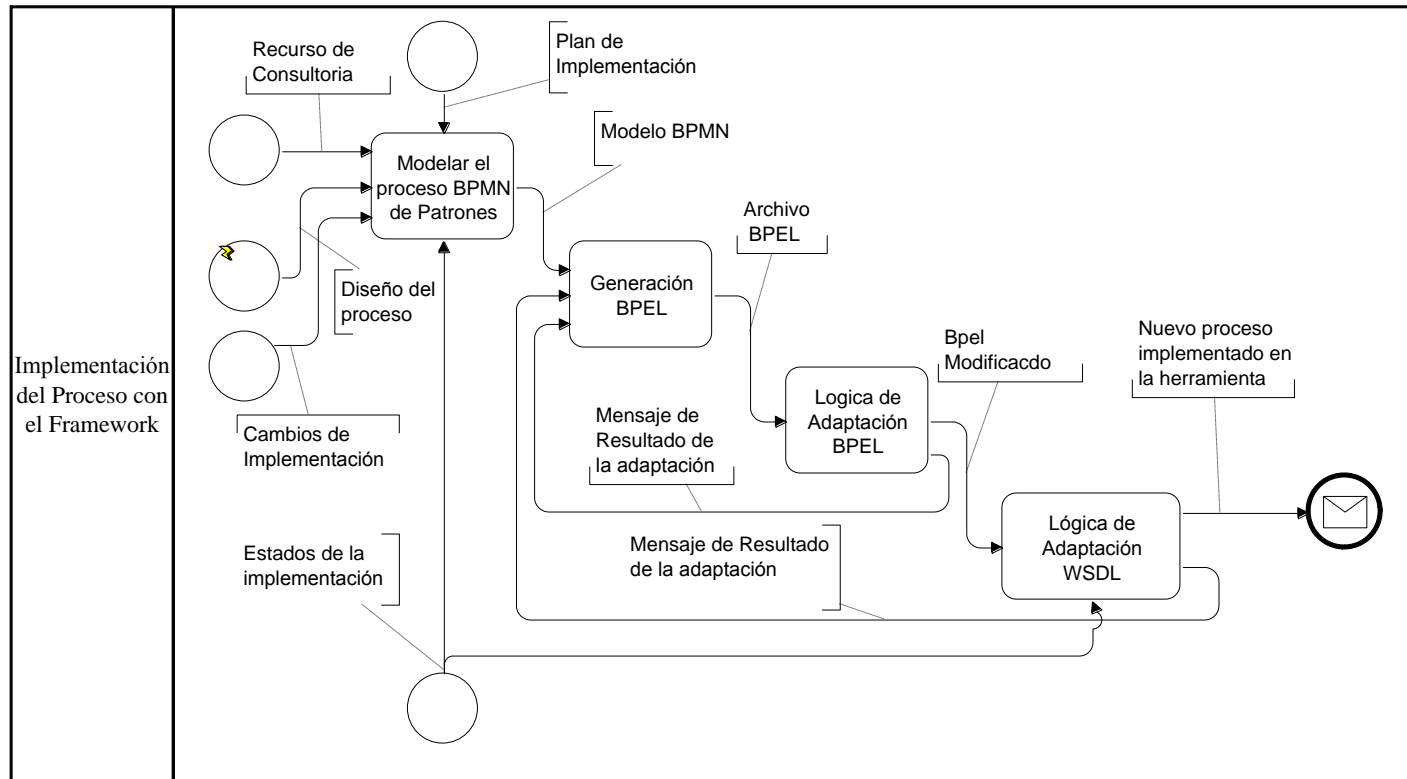 Implementación
del Proceso con
el Framework
Recurso de
Consultoria
Plan de
Implementación
Modelar el
proceso BPMN
de Patrones
Modelo BPMN
Diseño del
proceso
Cambios de
Implementación
Generación
BPEL
Archivo
BPEL
Logica de
Adaptación
BPEL
Mensaje de
Resultado de
la adaptación
Bpel
Modificacdo
Nuevo proceso
implementado en
la herramienta
Lógica de
Adaptación
WSDL
Mensaje de Resultado
de la adaptación
Estados de la
implementación